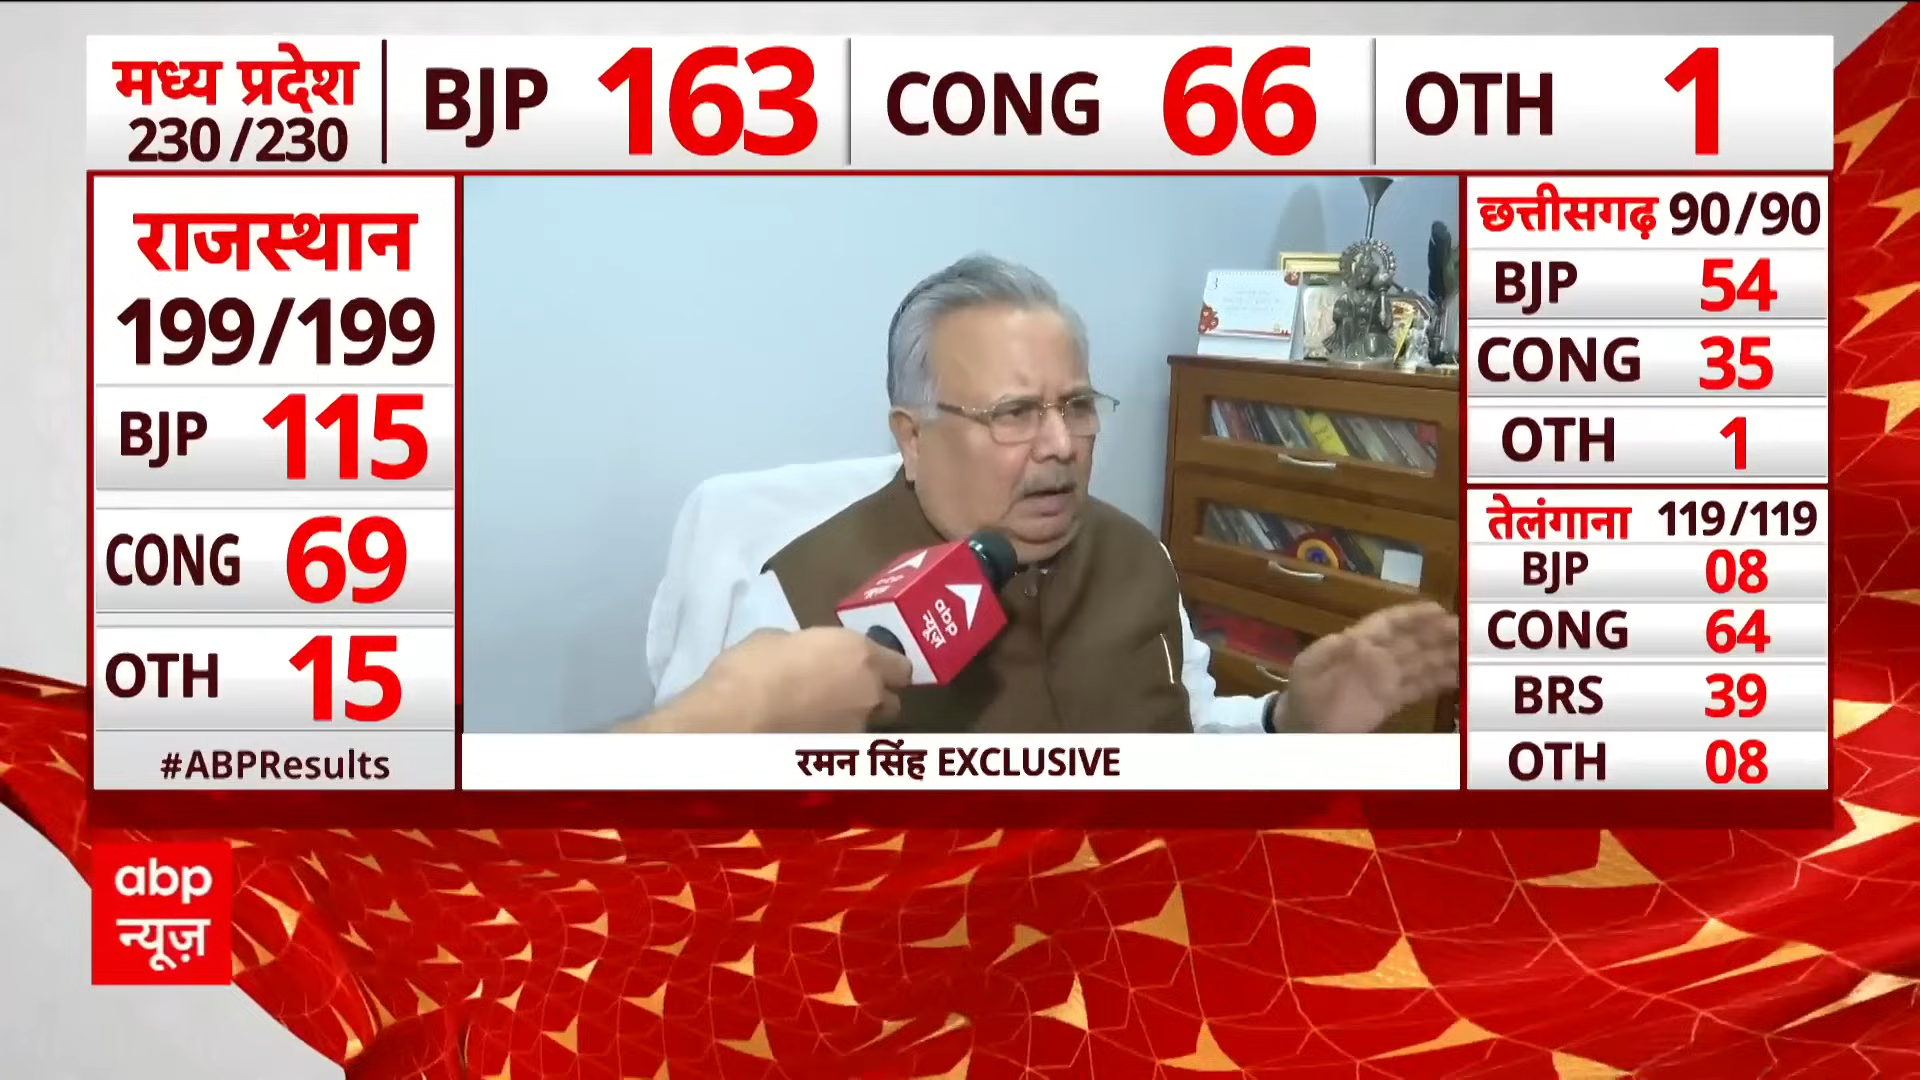 मध्य प्रदेश
230/230
BJP 163
CONG 66
OTH 1
राजस्थान
199/199
BJP 115
CONG 69
OTH 15
#ABPResults
abp
न्यूज़
रमन सिंह EXCLUSIVE
छत्तीसगढ़ 90/90
BJP 54
CONG 35
OTH 1
तेलंगाना 119/119
BJP 08
CONG 64
BRS 39
OTH 08
abp
न्यूज़